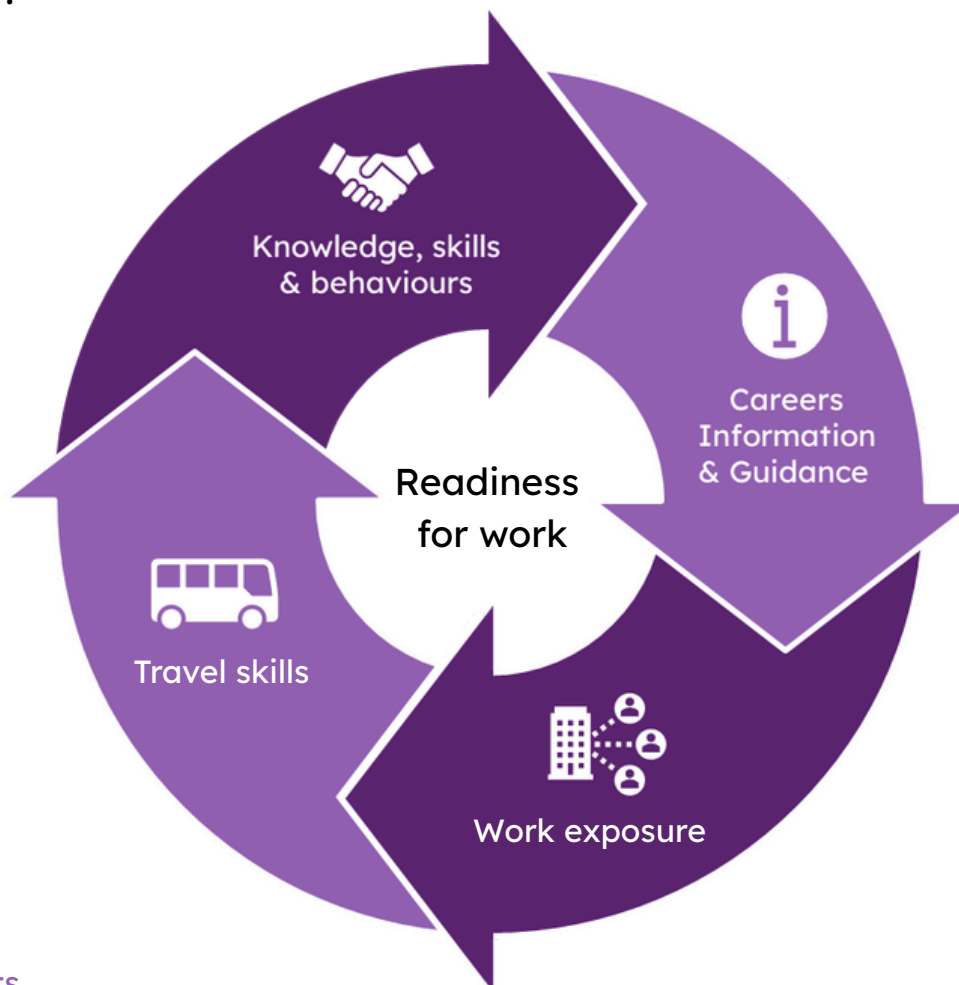 Knowledge, skills
& behaviours
Careers
Information
& Guidance
Readiness
for work
Travel skills
Work exposure